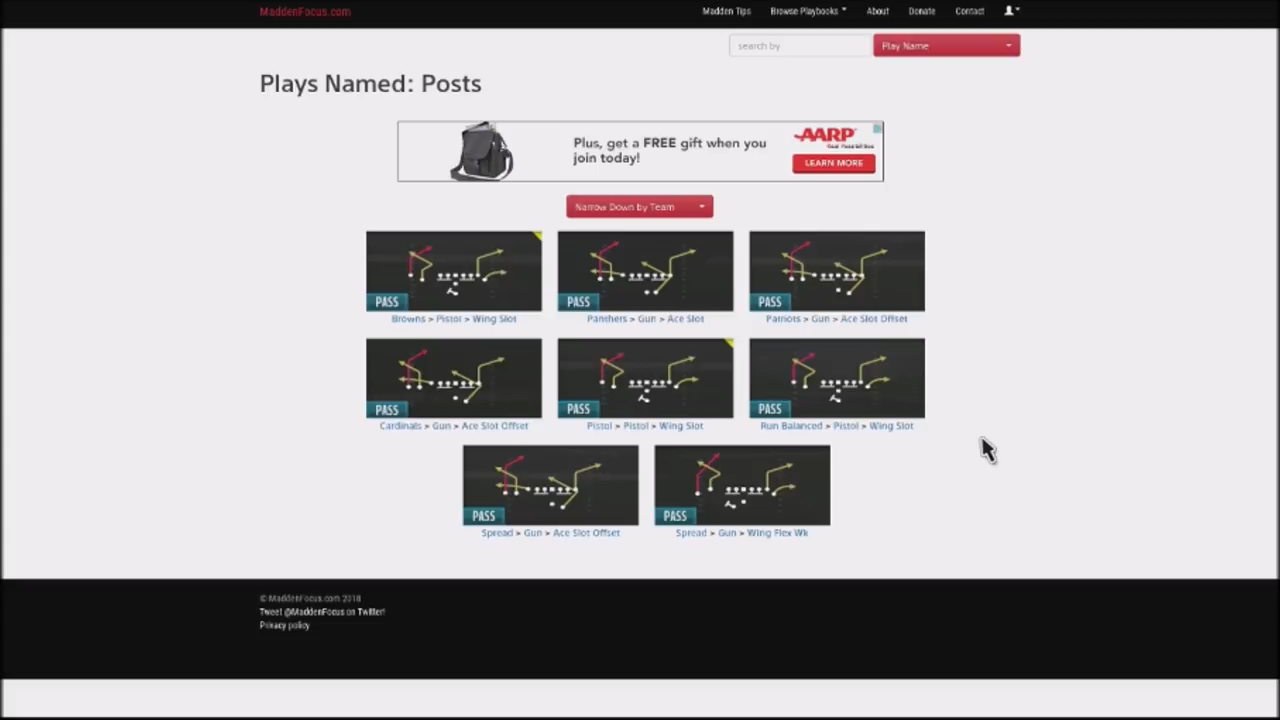 MaddenFocus.com
Madden Tips
Browse Playbooks
About
Donate
Contact
search by
Play Name
Plays Named: Posts
Plus, get a FREE gift when you
join today!
AARP
LEARN MORE
Narrow Down by Team
PASS
PASS
PASS
Browns > Pistol > Wing Slot
Panthers > Gun > Ace Slot
Patriots > Gun > Ace Slot Offset
PASS
PASS
PASS
Cardinals > Gun > Ace Slot Offset
Pistol > Pistol > Wing Slot
Run Balanced > Pistol > Wing Slot
PASS
PASS
Spread > Gun > Ace Slot Offset
Spread > Gun > Wing Flex Wk
© MaddenFocus.com 2018
Tweet @MaddenFocus on Twitter!
Privacy policy